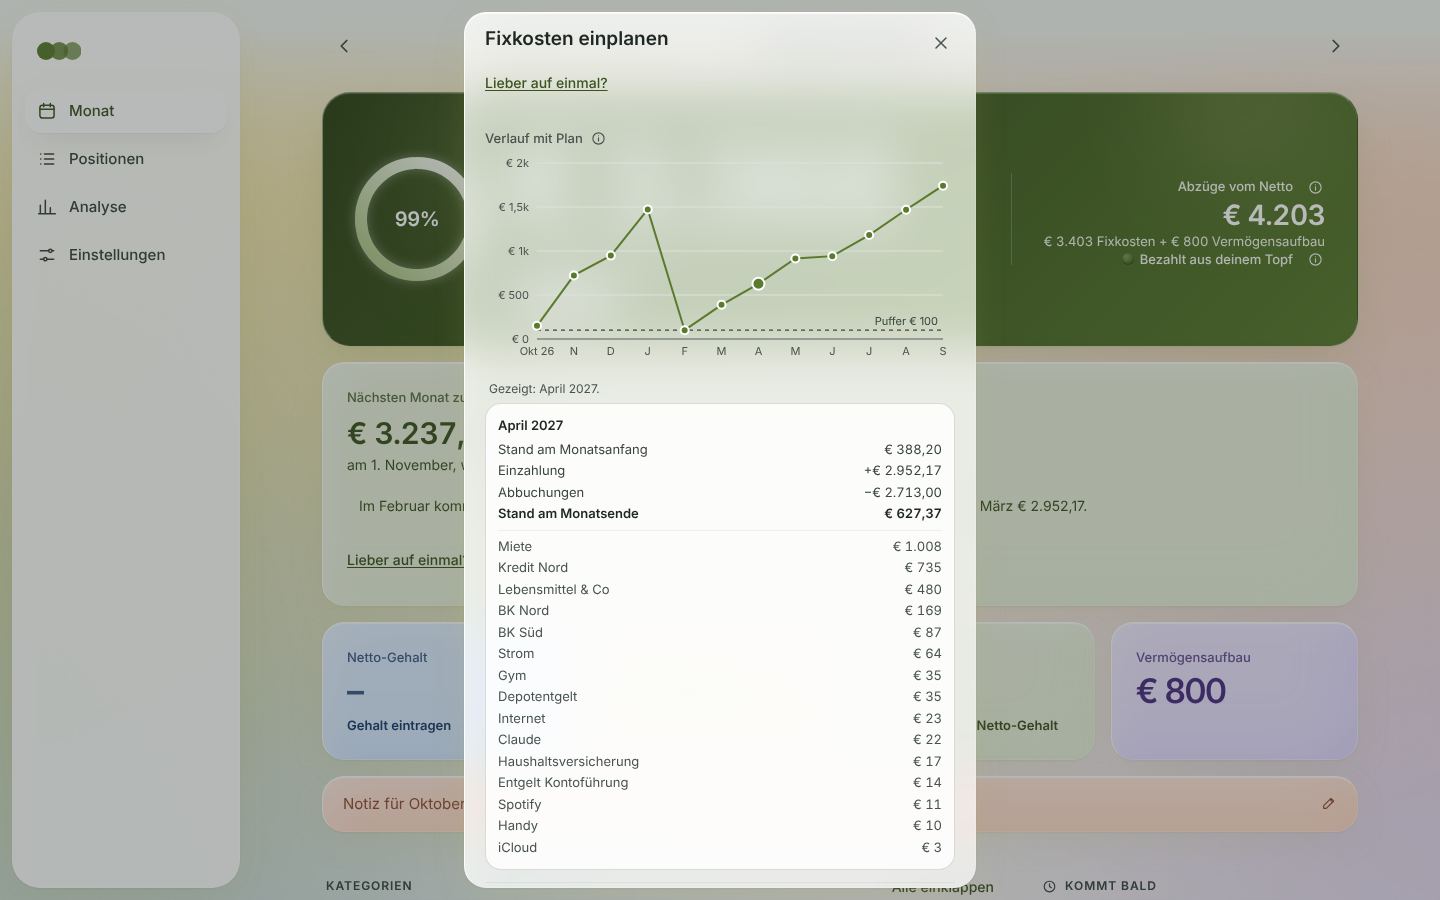 Fixkosten einplanen
Lieber auf einmal?
Verlauf mit Plan
€ 2k
€ 1,5k
€ 1k
€ 500
€ 0
Puffer € 100
Okt 26 N D J F M A M J J A S
Gezeigt: April 2027.
April 2027
Stand am Monatsanfang € 388,20
Einzahlung +€ 2.952,17
Abbuchungen −€ 2.713,00
Stand am Monatsende € 627,37
Miete € 1.008
Kredit Nord € 735
Lebensmittel & Co € 480
BK Nord € 169
BK Süd € 87
Strom € 64
Gym € 35
Depotentgelt € 35
Internet € 23
Claude € 22
Haushaltsversicherung € 17
Entgelt Kontoführung € 14
Spotify € 11
Handy € 10
iCloud € 3
Monat
Positionen
Analyse
Einstellungen
99%
Abzüge vom Netto
€ 4.203
€ 3.403 Fixkosten + € 800 Vermögensaufbau
Bezahlt aus deinem Topf
Nächsten Monat
€ 3.237,
am 1. November,
Im Februar
März € 2.952,17.
Lieber auf einmal?
Netto-Gehalt
–
Gehalt eintragen
Netto-Gehalt
Vermögensaufbau
€ 800
Notiz für Oktober
KATEGORIEN
Alle einklappen
KOMMT BALD